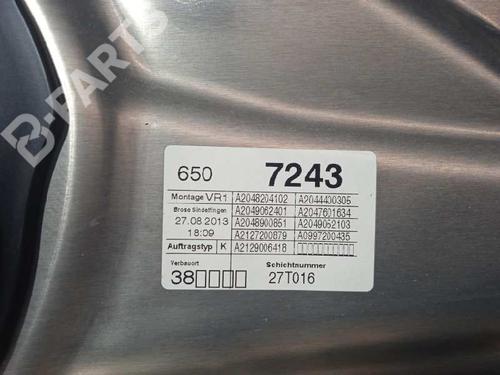 B-PARTS
650 7243
Montage VR1 A2048204102 A2044400305
Brose Sindelfingen A2049062401 A2047601634
27.08.2013 A2048900851 A2049052103
18:09 A2127200879 A0997200435
Auftragstyp K A2129006418
Verbauort Schichtnummer
38 27T016